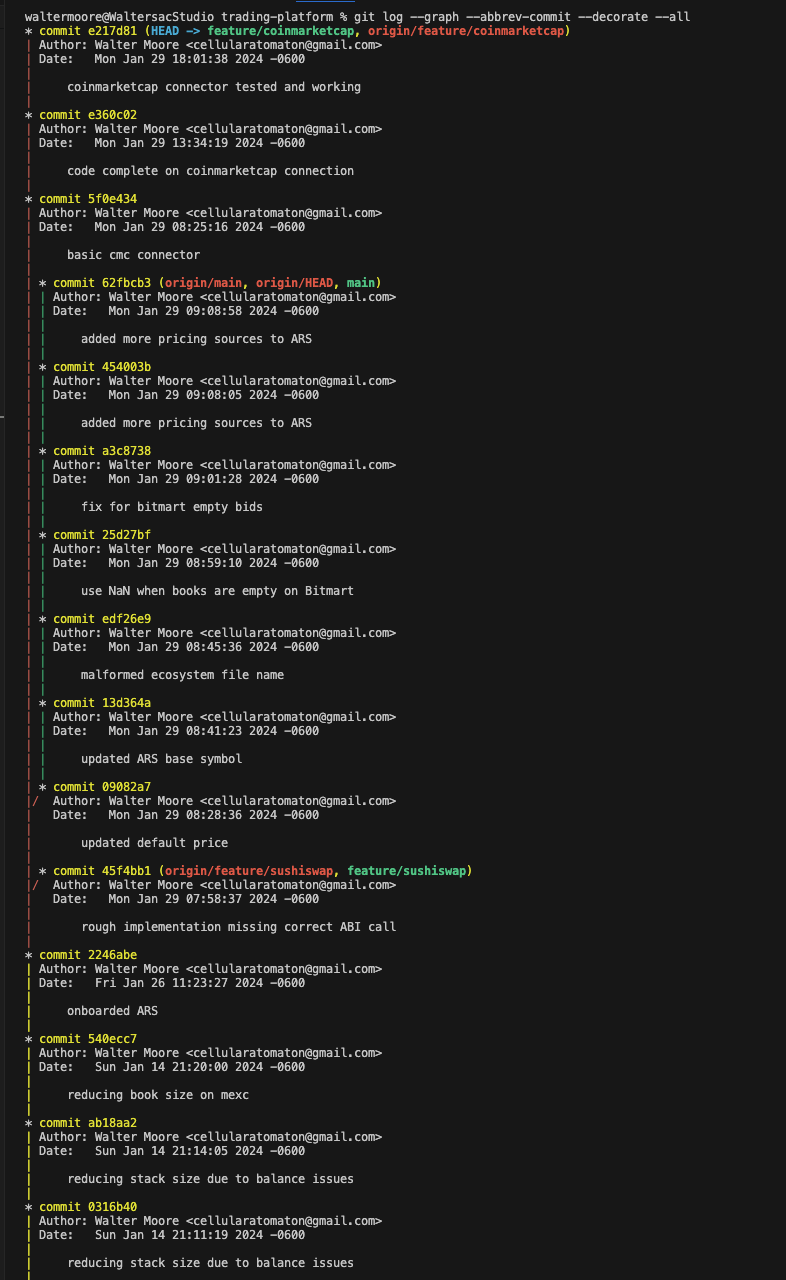 waltermoore@WaltersacStudio trading-platform % git log --graph --abbrev-commit --decorate --all
* commit e217d81 (HEAD -> feature/coinmarketcap, origin/feature/coinmarketcap)
| Author: Walter Moore <cellularatomaton@gmail.com>
| Date:   Mon Jan 29 18:01:38 2024 -0600
|
|     coinmarketcap connector tested and working
|
* commit e360c02
| Author: Walter Moore <cellularatomaton@gmail.com>
| Date:   Mon Jan 29 13:34:19 2024 -0600
|
|     code complete on coinmarketcap connection
|
* commit 5f0e434
| Author: Walter Moore <cellularatomaton@gmail.com>
| Date:   Mon Jan 29 08:25:16 2024 -0600
|
|     basic cmc connector
|
| * commit 62fbcb3 (origin/main, origin/HEAD, main)
| | Author: Walter Moore <cellularatomaton@gmail.com>
| | Date:   Mon Jan 29 09:08:58 2024 -0600
| |
| |     added more pricing sources to ARS
| |
| * commit 454003b
| | Author: Walter Moore <cellularatomaton@gmail.com>
| | Date:   Mon Jan 29 09:08:05 2024 -0600
| |
| |     added more pricing sources to ARS
| |
| * commit a3c8738
| | Author: Walter Moore <cellularatomaton@gmail.com>
| | Date:   Mon Jan 29 09:01:28 2024 -0600
| |
| |     fix for bitmart empty bids
| |
| * commit 25d27bf
| | Author: Walter Moore <cellularatomaton@gmail.com>
| | Date:   Mon Jan 29 08:59:10 2024 -0600
| |
| |     use NaN when books are empty on Bitmart
| |
| * commit edf26e9
| | Author: Walter Moore <cellularatomaton@gmail.com>
| | Date:   Mon Jan 29 08:45:36 2024 -0600
| |
| |     malformed ecosystem file name
| |
| * commit 13d364a
| | Author: Walter Moore <cellularatomaton@gmail.com>
| | Date:   Mon Jan 29 08:41:23 2024 -0600
| |
| |     updated ARS base symbol
| |
| * commit 09082a7
|/  Author: Walter Moore <cellularatomaton@gmail.com>
|   Date:   Mon Jan 29 08:28:36 2024 -0600
|
|       updated default price
|
| * commit 45f4bb1 (origin/feature/sushiswap, feature/sushiswap)
|/  Author: Walter Moore <cellularatomaton@gmail.com>
|   Date:   Mon Jan 29 07:58:37 2024 -0600
|
|       rough implementation missing correct ABI call
|
* commit 2246abe
| Author: Walter Moore <cellularatomaton@gmail.com>
| Date:   Fri Jan 26 11:23:27 2024 -0600
|
|     onboarded ARS
|
* commit 540ecc7
| Author: Walter Moore <cellularatomaton@gmail.com>
| Date:   Sun Jan 14 21:20:00 2024 -0600
|
|     reducing book size on mexc
|
* commit ab18aa2
| Author: Walter Moore <cellularatomaton@gmail.com>
| Date:   Sun Jan 14 21:14:05 2024 -0600
|
|     reducing stack size due to balance issues
|
* commit 0316b40
| Author: Walter Moore <cellularatomaton@gmail.com>
| Date:   Sun Jan 14 21:11:19 2024 -0600
|
|     reducing stack size due to balance issues
|